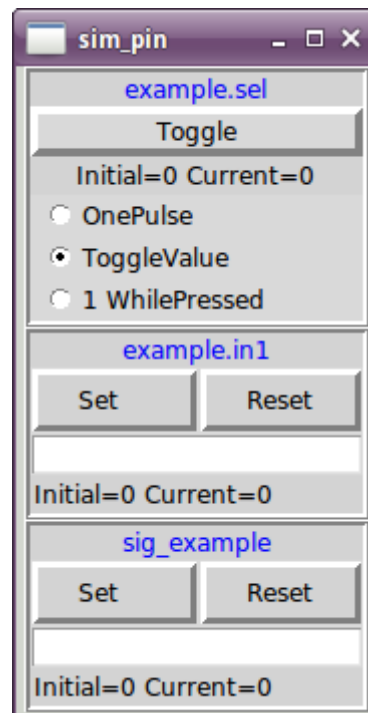 sim_pin
example.sel
Toggle
Initial=0 Current=0
OnePulse
ToggleValue
1 WhilePressed
example.in1
Set Reset
Initial=0 Current=0
sig_example
Set Reset
Initial=0 Current=0